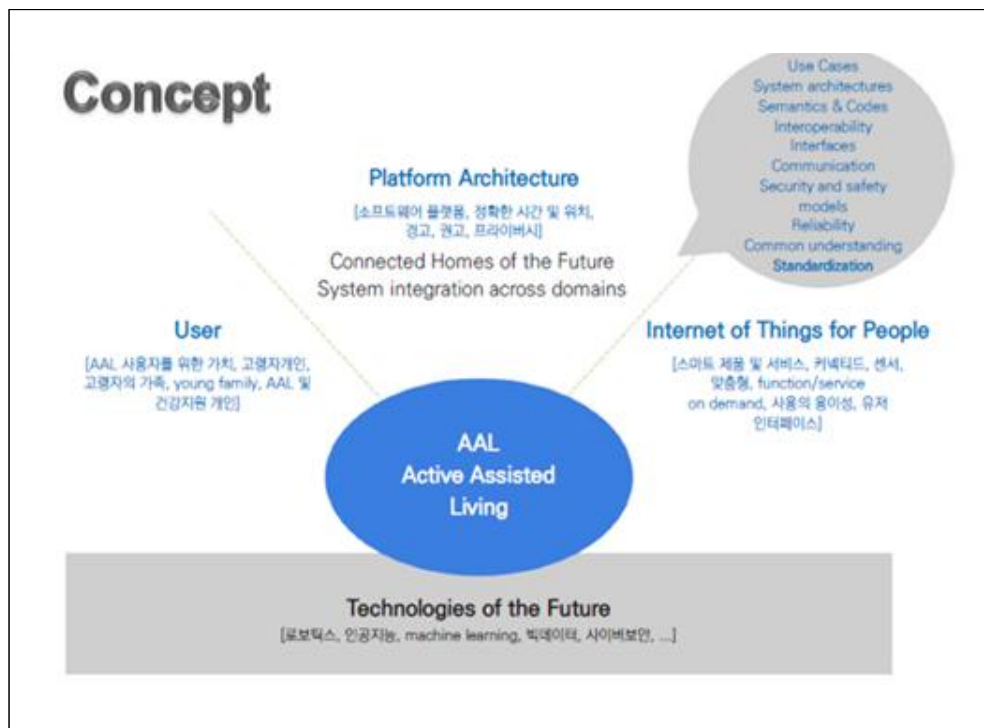 Concept
Use Cases
System architectures
Semantics & Codes
Interoperability
Interfaces
Communication
Security and safety
models
Reliability
Common understanding
Standardization
Platform Architecture
[소프트웨어 플랫폼, 정확한 시간 및 위치,
경고, 권고, 프라이버시]
Connected Homes of the Future
System integration across domains
User
[AAL 사용자를 위한 가치, 고령자개인,
고령자의 가족, young family, AAL 및
건강지원 개인]
Internet of Things for People
[스마트 제품 및 서비스, 커넥티드, 센서,
맞춤형, function/service
on demand, 사용의 용이성, 유저
인터페이스]
AAL
Active Assisted
Living
Technologies of the Future
[로보틱스, 인공지능, machine learning, 빅데이터, 사이버보안, ...]